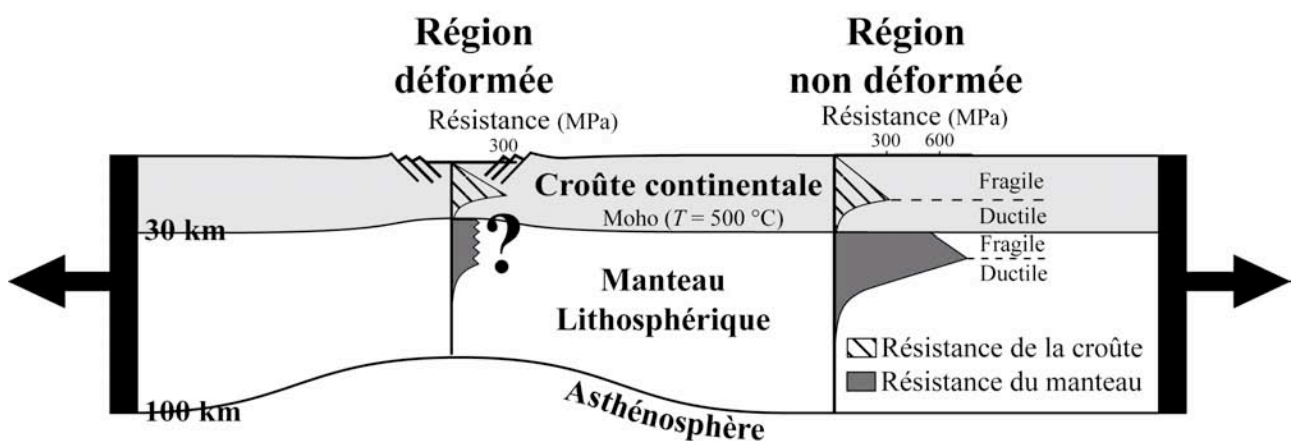 Région
déformée
Résistance (MPa)
300
Région
non déformée
Résistance (MPa)
300 600
Croûte continentale
Moho (T = 500 °C)
Fragile
Ductile
30 km
?
Fragile
Ductile
Manteau
Lithosphérique
Résistance de la croûte
Résistance du manteau
100 km
Asthénosphère